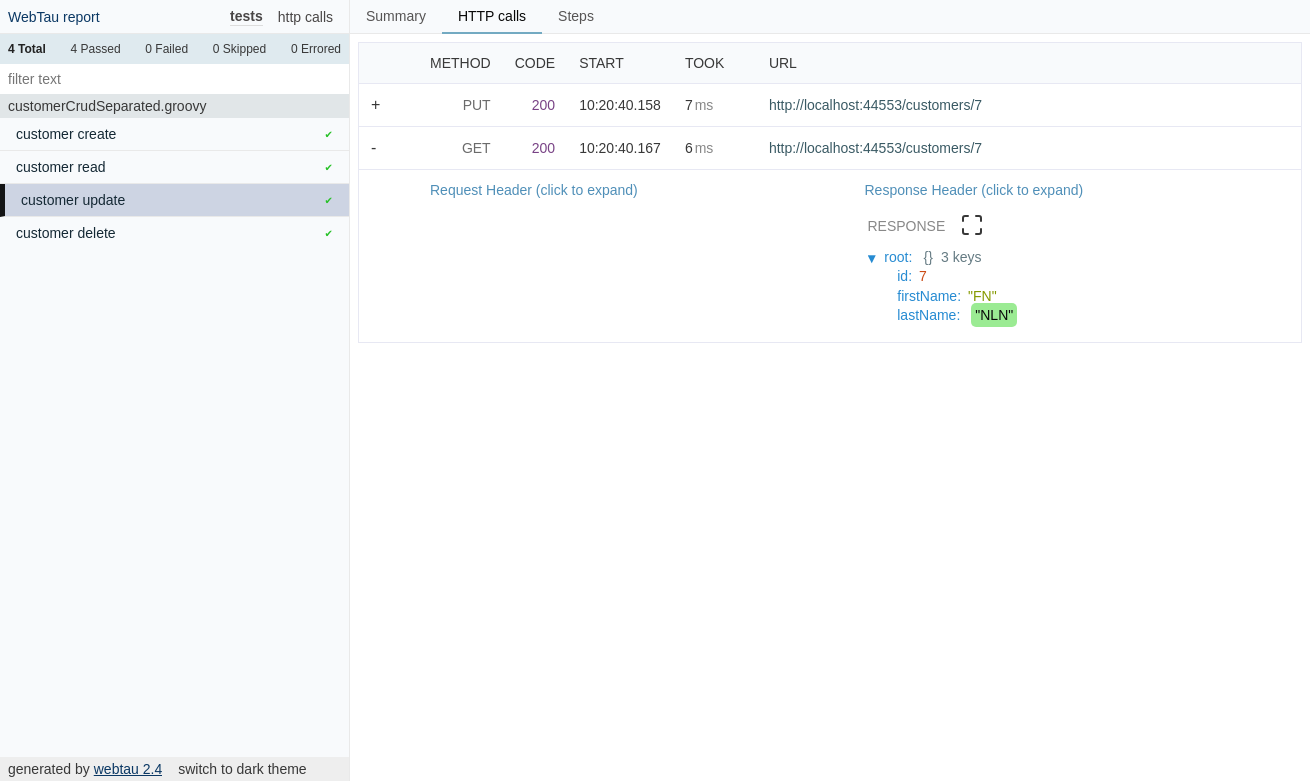 WebTau report tests http calls
4 Total 4 Passed 0 Failed 0 Skipped 0 Errored
filter text
customerCrudSeparated.groovy
customer create ✔
customer read ✔
customer update ✔
customer delete ✔
generated by webtau 2.4 switch to dark theme
Summary HTTP calls Steps
METHOD CODE START TOOK URL
+ PUT 200 10:20:40.158 7 ms http://localhost:44553/customers/7
- GET 200 10:20:40.167 6 ms http://localhost:44553/customers/7
Request Header (click to expand) Response Header (click to expand)
RESPONSE
▼ root: {} 3 keys
id: 7
firstName: "FN"
lastName: "NLN"